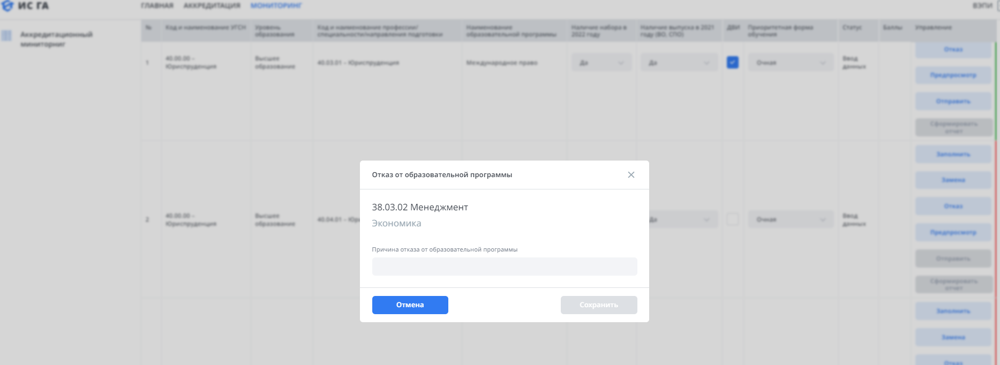 ИС ГА
ГЛАВНАЯ АККРЕДИТАЦИЯ МОНИТОРИНГ ВЭПИ
Аккредитационный
мониторинг
№ Код и наименование УГСН Уровень образования Код и наименование профессии/специальности/направления подготовки Наименование образовательной программы Наличие набора в 2022 году Наличие выпуска в 2021 году (ВО, СПО) ДВИ Приоритетная форма обучения Статус Баллы Управление
Отказ
1 40.00.00 – Юриспруденция Высшее образование 40.03.01 – Юриспруденция Международное право Да Да Очная Ввод данных
Предпросмотр
Отправить
Сформировать
отчет
Заполнить
Замена
Отказ
2 40.00.00 – Юриспруденция Высшее образование 40.04.01 – Юри Да Очная Ввод данных
Предпросмотр
Отправить
Сформировать
отчет
Заполнить
Замена
Отказ
Отказ от образовательной программы
38.03.02 Менеджмент
Экономика
Причина отказа от образовательной программы
Отмена Сохранить